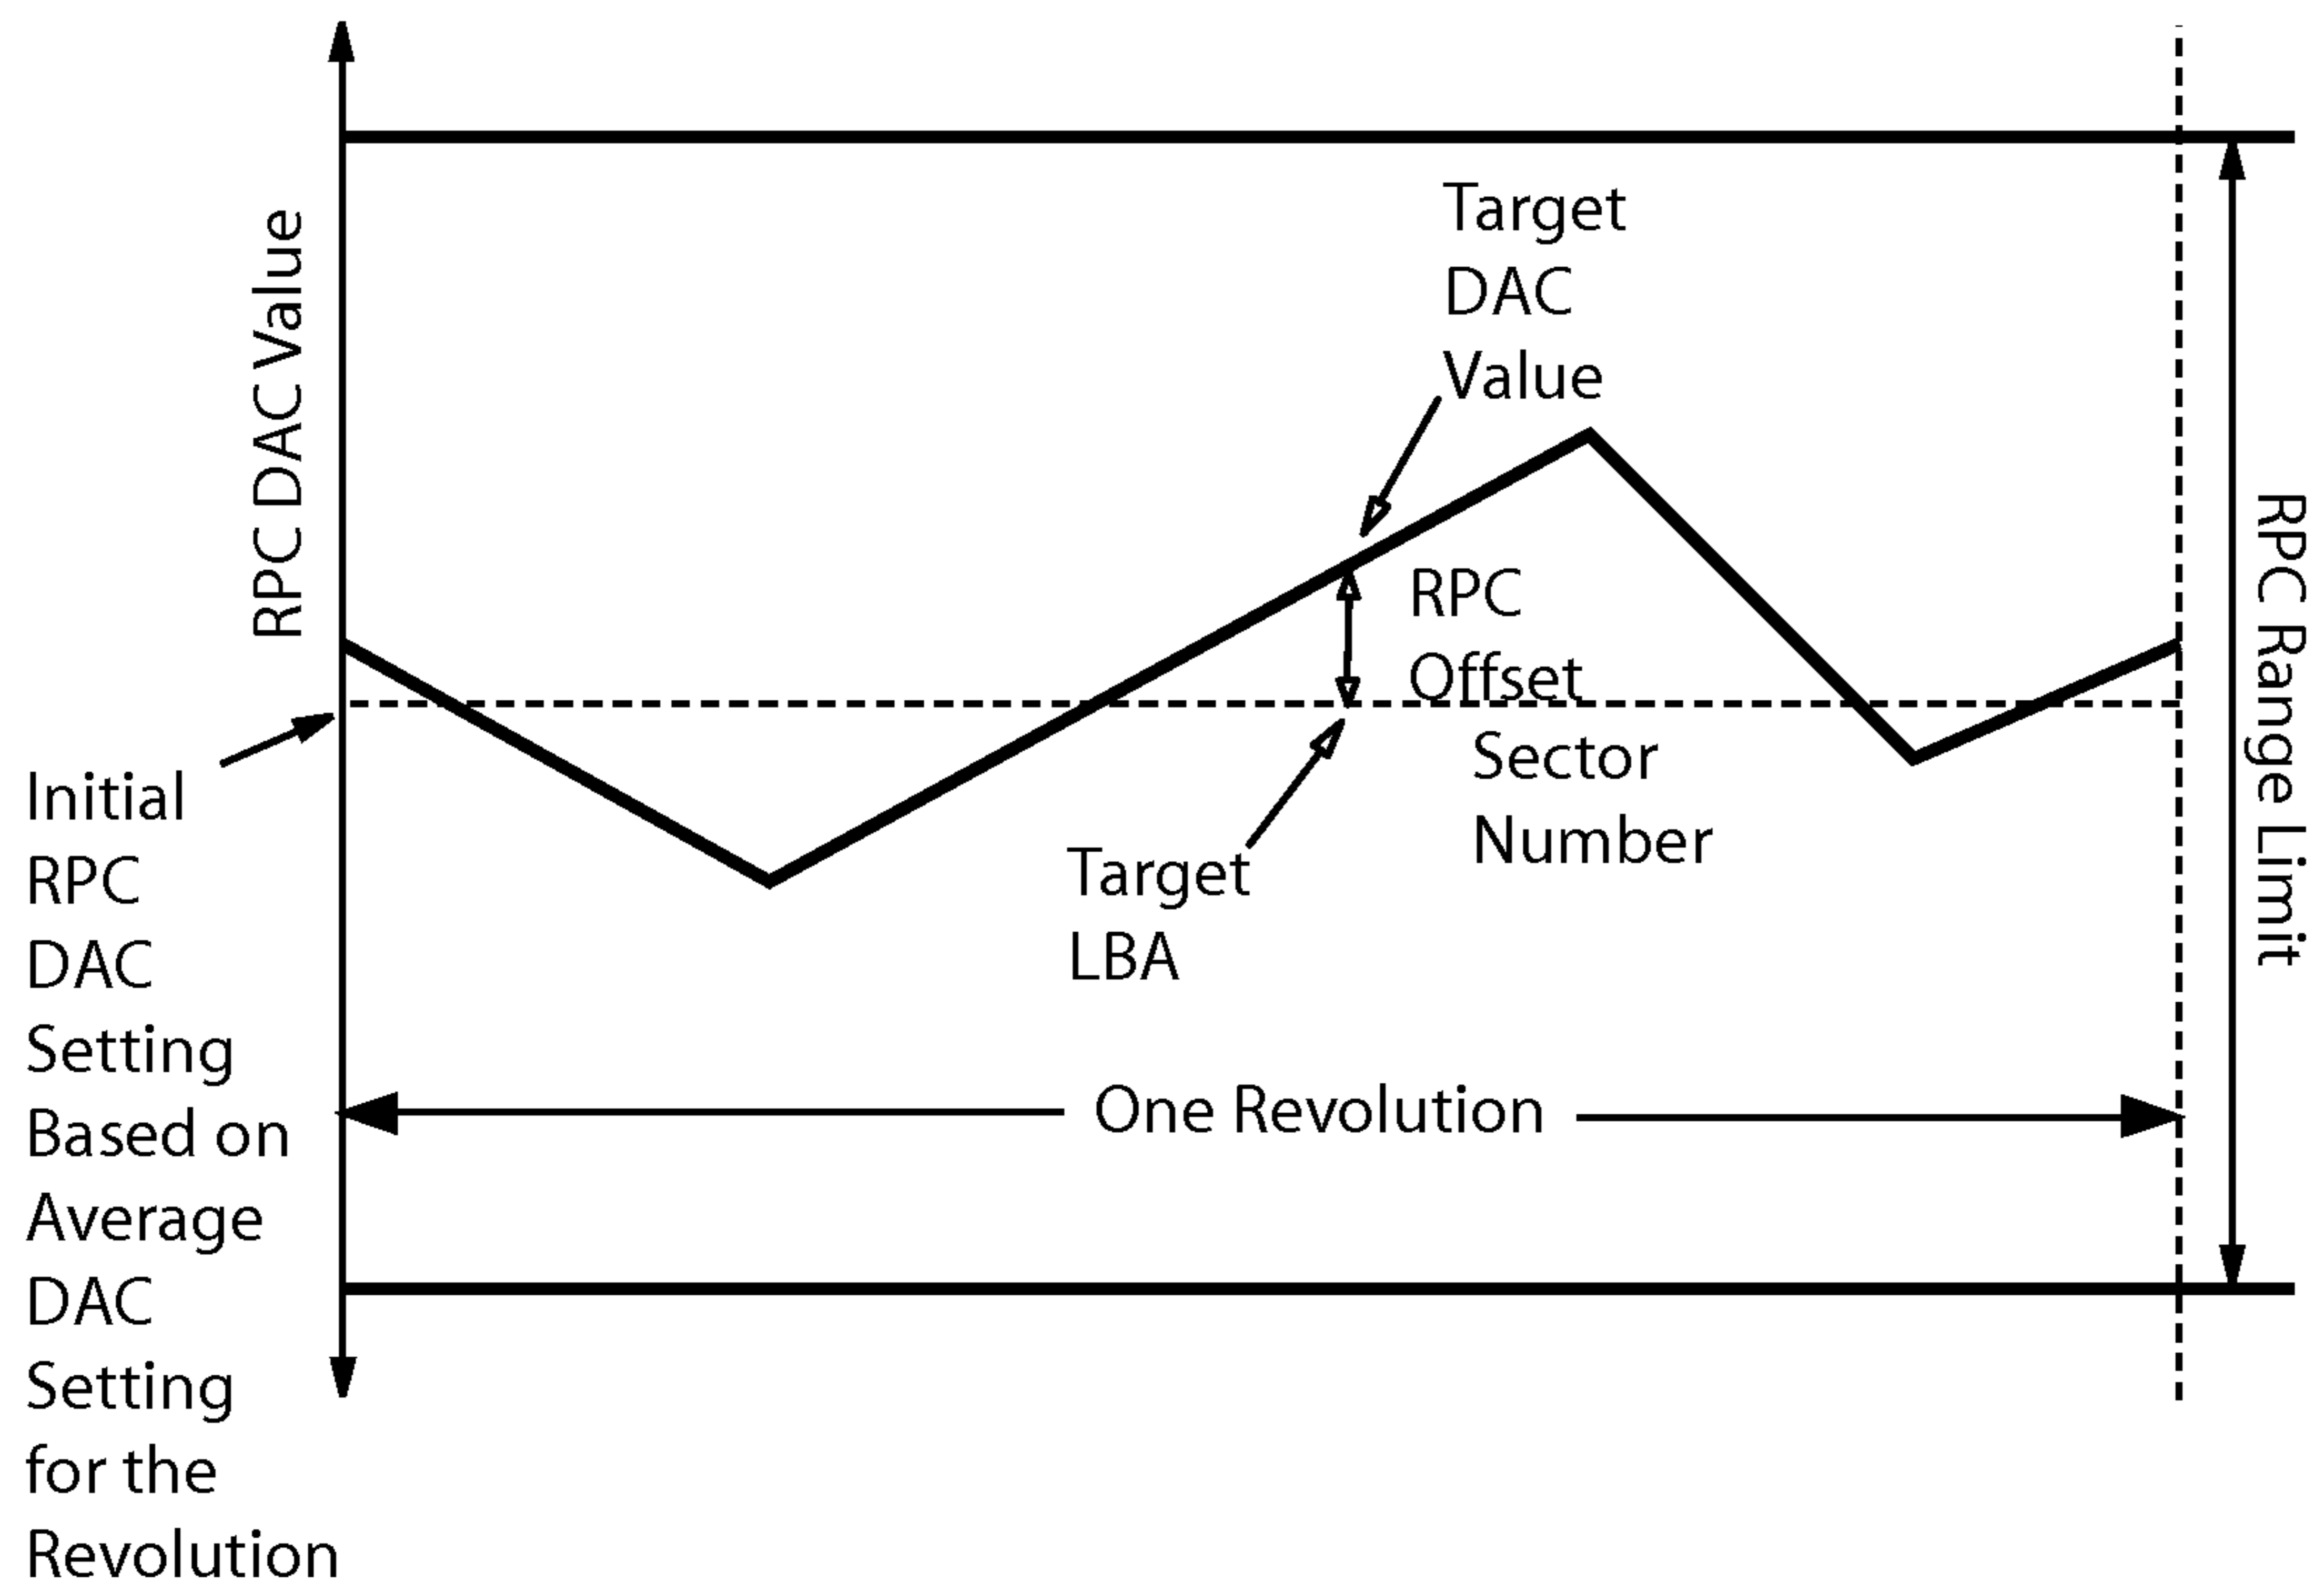 RPC DAC Value
Target
DAC
Value
RPC
Offset
Sector
Number
Target
LBA
One Revolution
RPC Range Limit
Initial
RPC
DAC
Setting
Based on
Average
DAC
Setting
for the
Revolution